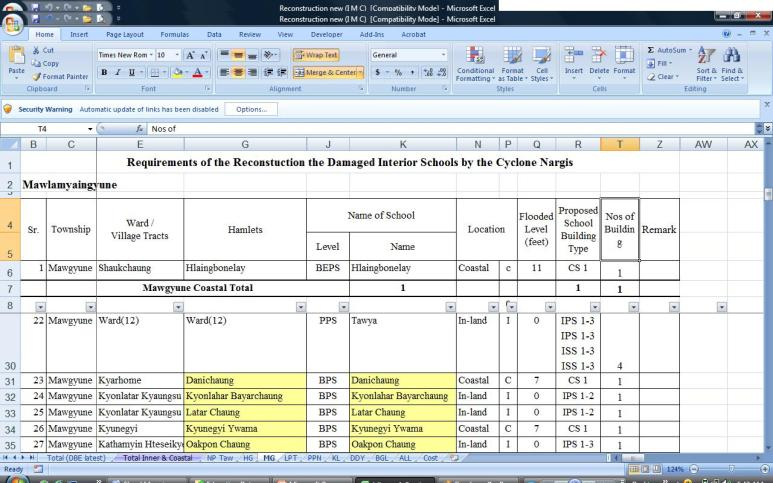 Reconstruction new (I M C) [Compatibility Mode] - Microsoft Excel
Reconstruction new (I M C) [Compatibility Mode] - Microsoft Excel
Home Insert Page Layout Formulas Data Review View Developer Add-Ins Acrobat
Cut
Copy
Format Painter
Paste
Clipboard
Times New Rom 10
B I U
Font
Wrap Text
Merge & Center
Alignment
General
$ % ,
Number
Conditional Formatting
Format as Table
Cell Styles
Styles
Insert Delete Format
Cells
AutoSum
Fill
Clear
Sort & Filter
Find & Select
Editing
Security Warning Automatic update of links has been disabled Options...
T4 fx Nos of
B C E G J K N P Q R T Z AW AX
1 Requirements of the Reconstuction the Damaged Interior Schools by the Cyclone Nargis
2 Mawlamyaingyune
4 Sr. Township Ward / Village Tracts Hamlets Name of School Location Flooded Level (feet) Proposed School Building Type Nos of Buildin g Remark
5 Level Name
6 1 Mawgyune Shaukchaung Hlaingbonelay BEPS Hlaingbonelay Coastal c 11 CS 1 1
7 Mawgyune Coastal Total 1 1 1
8
22 Mawgyune Ward(12) Ward(12) PPS Tawya In-land I 0 IPS 1-3
IPS 1-3
ISS 1-3
30 ISS 1-3 4
31 23 Mawgyune Kyarhome Danichaung BPS Danichaung Coastal C 7 CS 1 1
32 24 Mawgyune Kyonlatar Kyaungsu Kyonlahar Bayarchaung BPS Kyonlahar Bayarchaung In-land I 0 IPS 1-2 1
33 25 Mawgyune Kyonlatar Kyaungsu Latar Chaung BPS Latar Chaung In-land I 0 IPS 1-2 1
34 26 Mawgyune Kyunegyi Kyunegyi Ywama BPS Kyunegyi Ywama Coastal C 7 CS 1 1
35 27 Mawgyune Kathamyin Hteseikyo Oakpon Chaung BPS Oakpon Chaung In-land I 0 IPS 1-3 1
Total (DBE latest) Total Inner & Coastal NP Taw HG MG LPT PPN KL DDY BGL ALL Cost
Ready 124%